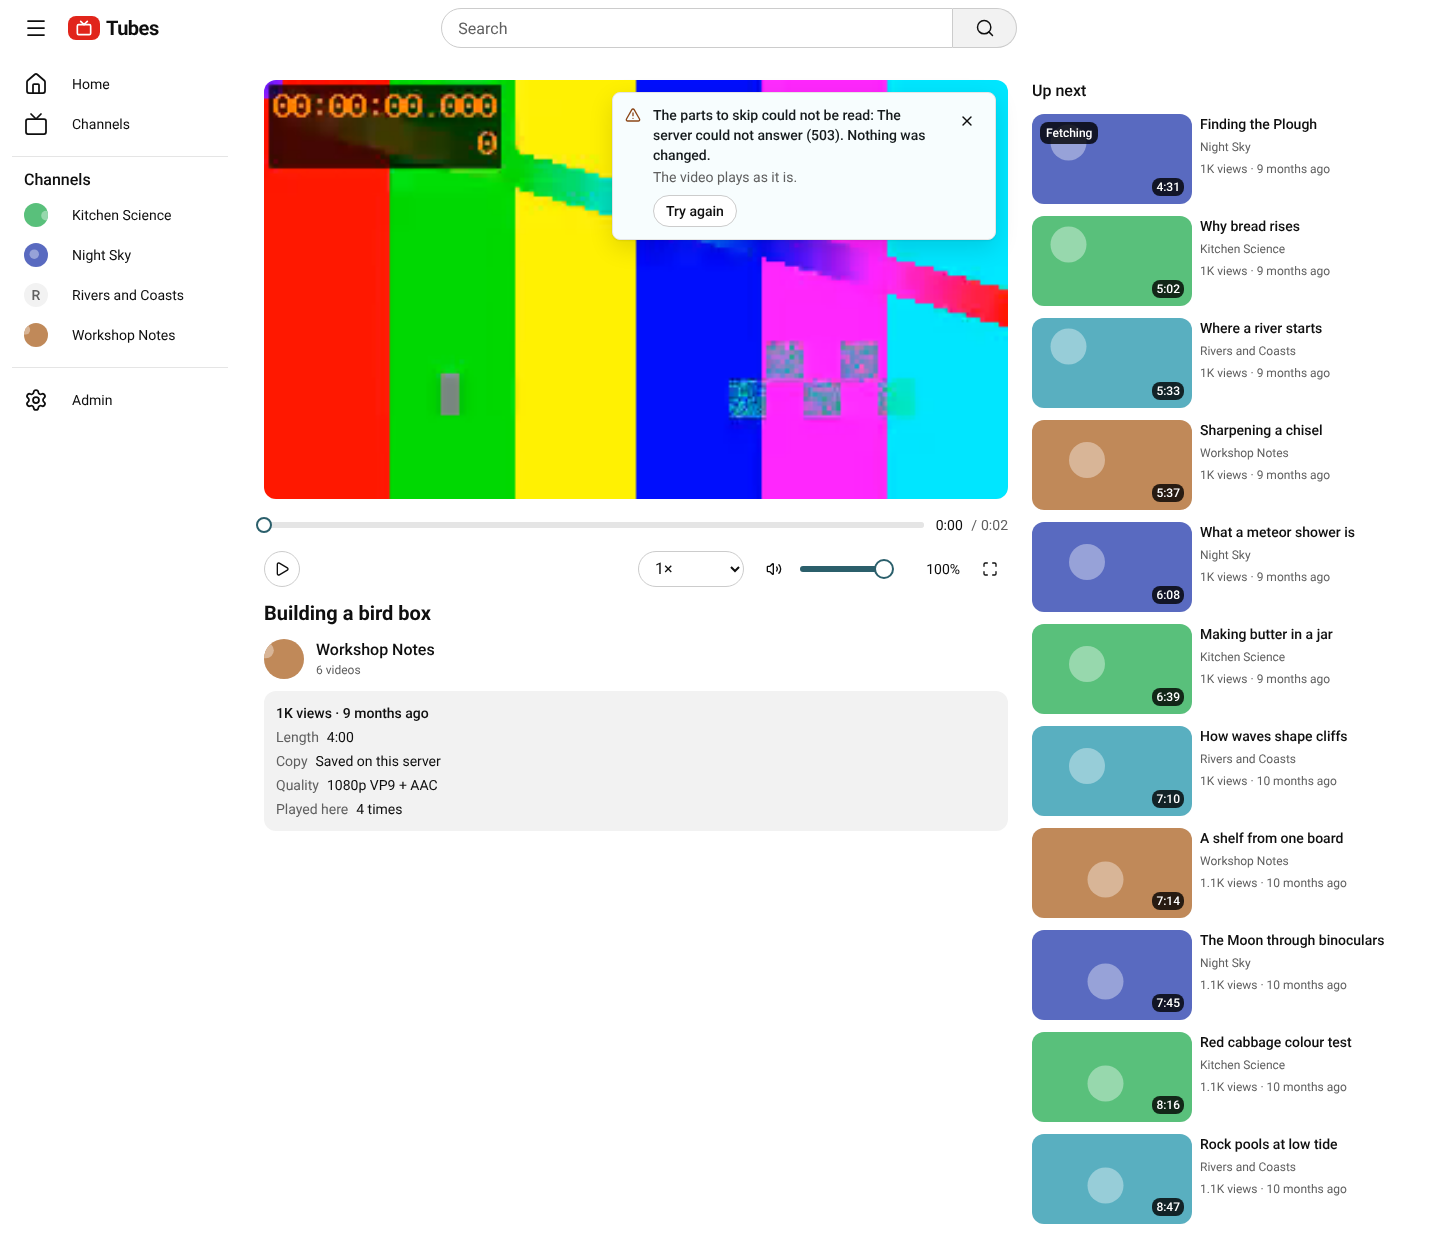 Tubes
Search
Home
Channels
Channels
Kitchen Science
Night Sky
R
Rivers and Coasts
Workshop Notes
Admin
00:00:00.000
0
The parts to skip could not be read: The
server could not answer (503). Nothing was
changed.
The video plays as it is.
Try again
0:00 / 0:02
1×
100%
Building a bird box
Workshop Notes
6 videos
1K views · 9 months ago
Length 4:00
Copy Saved on this server
Quality 1080p VP9 + AAC
Played here 4 times
Up next
Fetching
4:31
Finding the Plough
Night Sky
1K views · 9 months ago
5:02
Why bread rises
Kitchen Science
1K views · 9 months ago
5:33
Where a river starts
Rivers and Coasts
1K views · 9 months ago
5:37
Sharpening a chisel
Workshop Notes
1K views · 9 months ago
6:08
What a meteor shower is
Night Sky
1K views · 9 months ago
6:39
Making butter in a jar
Kitchen Science
1K views · 9 months ago
7:10
How waves shape cliffs
Rivers and Coasts
1K views · 10 months ago
7:14
A shelf from one board
Workshop Notes
1.1K views · 10 months ago
7:45
The Moon through binoculars
Night Sky
1.1K views · 10 months ago
8:16
Red cabbage colour test
Kitchen Science
1.1K views · 10 months ago
8:47
Rock pools at low tide
Rivers and Coasts
1.1K views · 10 months ago